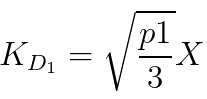 $K_{D_1} = \sqrt{\frac{p1}{3}} X$